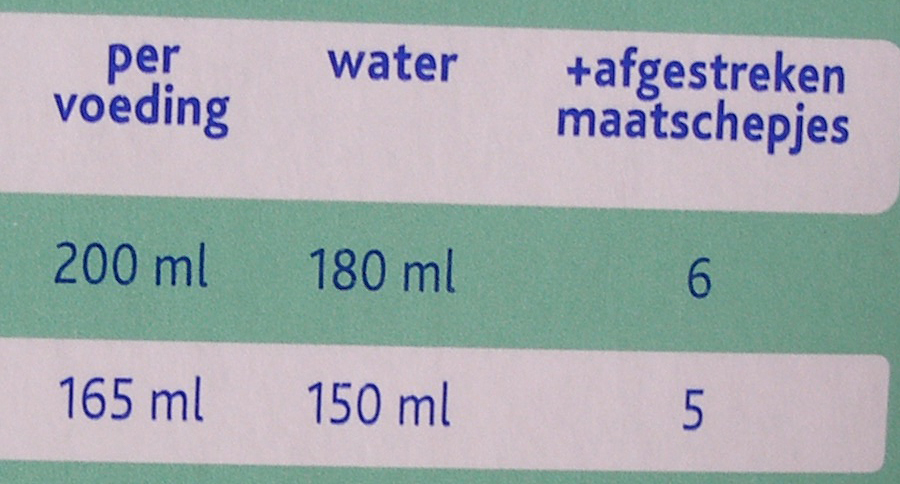 per water +afgestreken
voeding maatschepjes
200 ml 180 ml 6
165 ml 150 ml 5